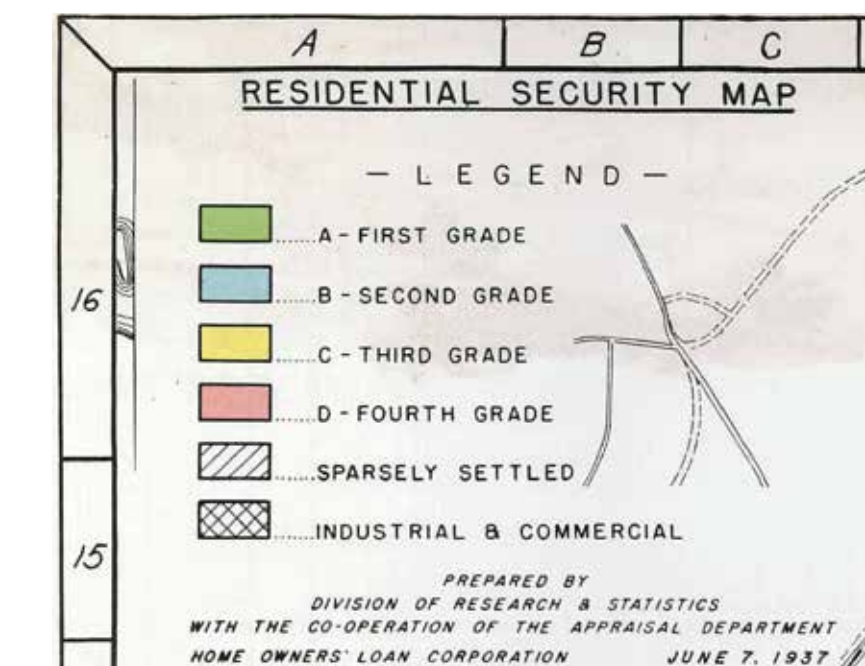 A B C
RESIDENTIAL SECURITY MAP
— LEGEND —
16
......A - FIRST GRADE
......B - SECOND GRADE
......C - THIRD GRADE
......D - FOURTH GRADE
......SPARSELY SETTLED
......INDUSTRIAL & COMMERCIAL
15
PREPARED BY
DIVISION OF RESEARCH & STATISTICS
WITH THE CO-OPERATION OF THE APPRAISAL DEPARTMENT
HOME OWNERS' LOAN CORPORATION JUNE 7, 1937